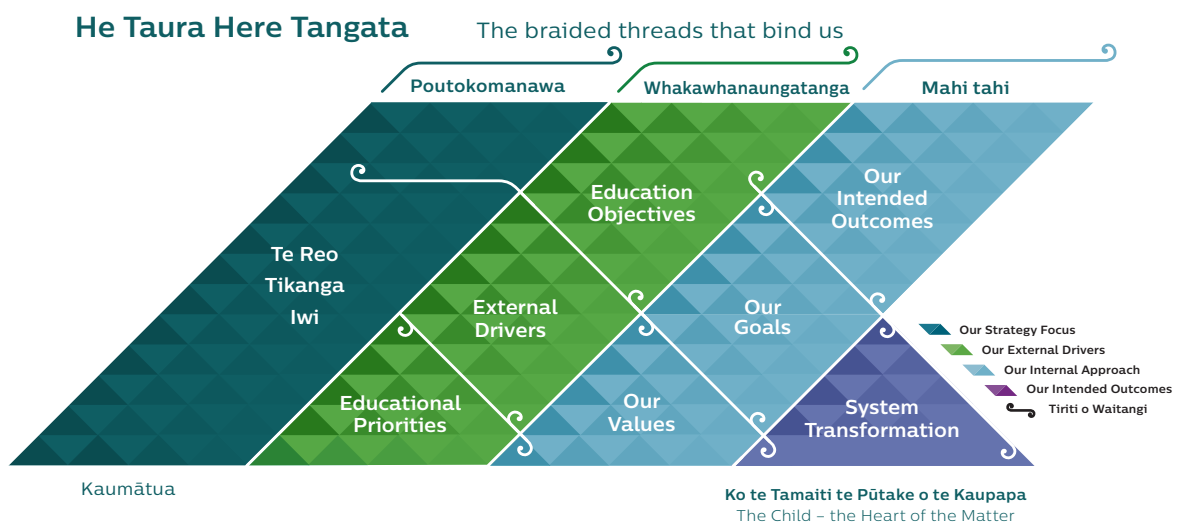 He Taura Here Tangata
The braided threads that bind us
Poutokomanawa
Whakawhanaungatanga
Mahi tahi
Te Reo
Tikanga
Iwi
Education
Objectives
Our
Intended
Outcomes
External
Drivers
Our
Goals
Educational
Priorities
Our
Values
System
Transformation
Our Strategy Focus
Our External Drivers
Our Internal Approach
Our Intended Outcomes
Tiriti o Waitangi
Kaumātua
Ko te Tamaiti te Pūtake o te Kaupapa
The Child – the Heart of the Matter